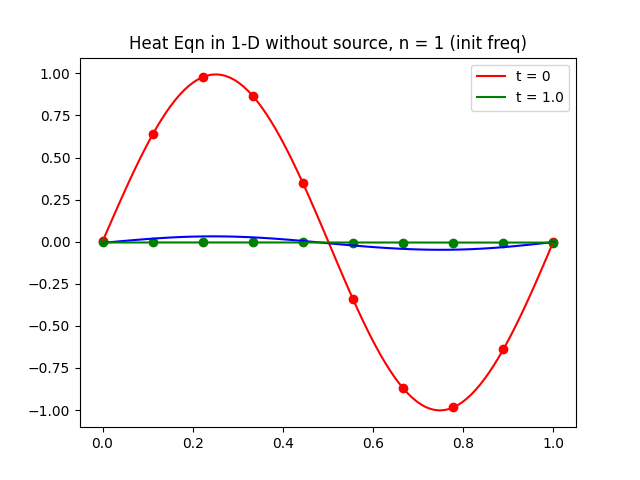 Heat Eqn in 1-D without source, n = 1 (init freq)
t = 0
t = 1.0
1.00
0.75
0.50
0.25
0.00
−0.25
−0.50
−0.75
−1.00
0.0 0.2 0.4 0.6 0.8 1.0